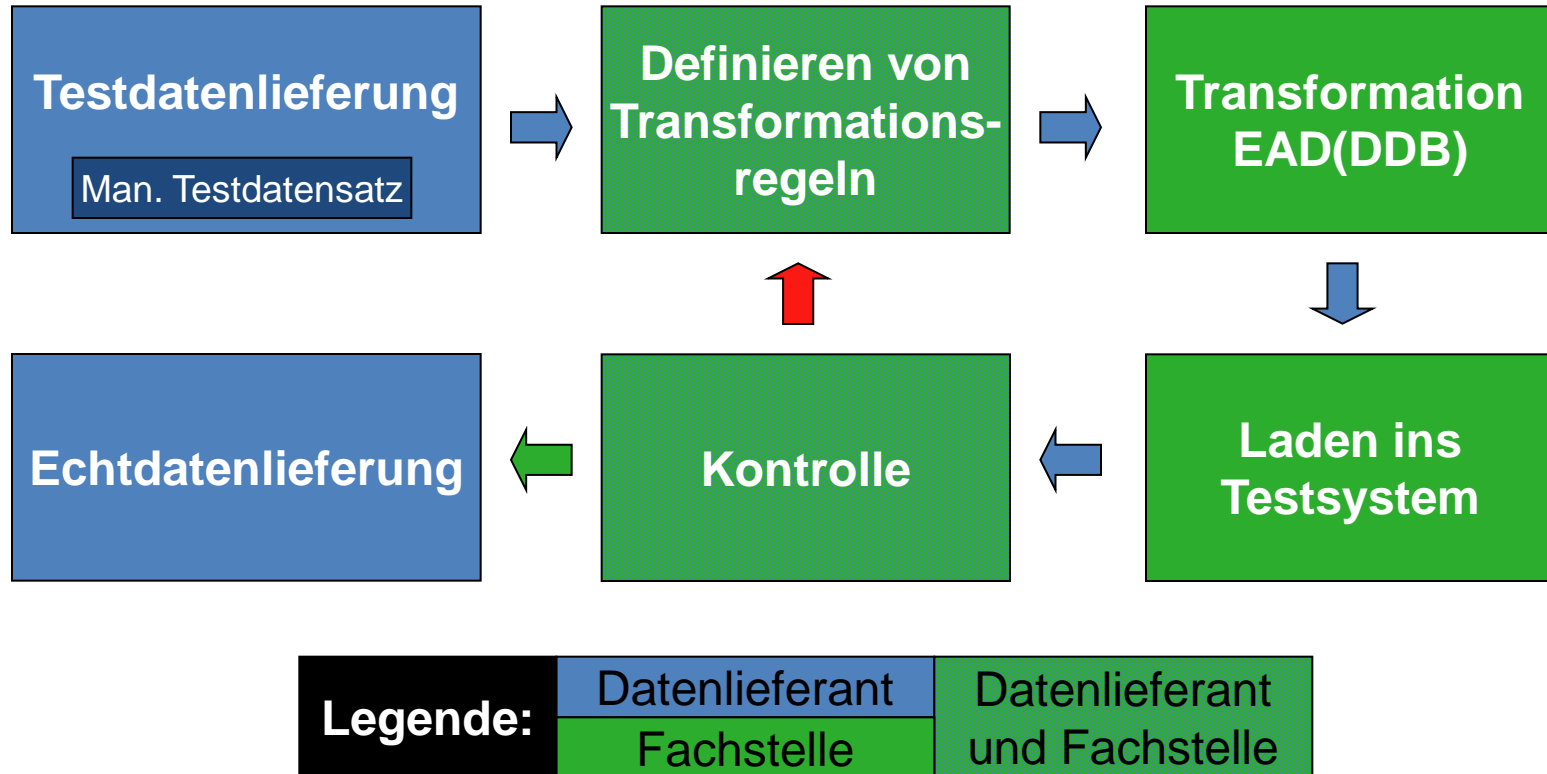 Testdatenlieferung
Man. Testdatensatz
Definieren von
Transformations-
regeln
Transformation
EAD(DDB)
Echtdatenlieferung
Kontrolle
Laden ins
Testsystem
Legende:
Datenlieferant
Fachstelle
Datenlieferant
und Fachstelle